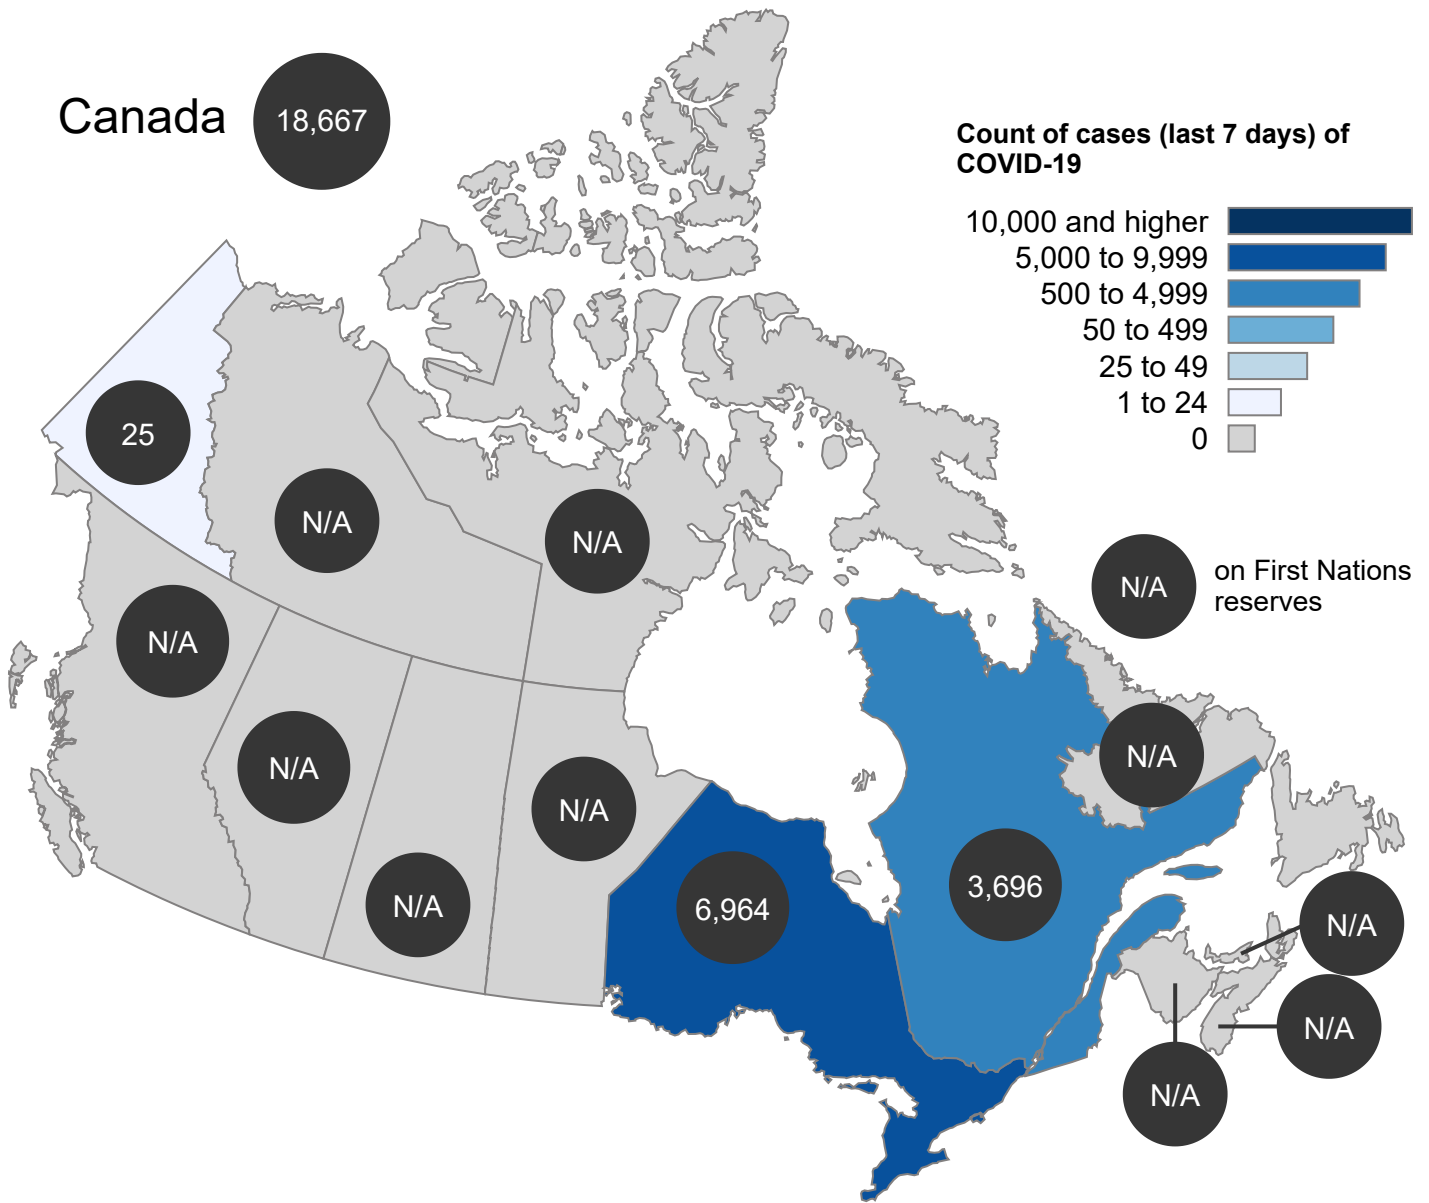 Canada
18,667
Count of cases (last 7 days) of
COVID-19
10,000 and higher
5,000 to 9,999
500 to 4,999
50 to 499
25 to 49
1 to 24
0
25
N/A
N/A
N/A
on First Nations
reserves
N/A
N/A
N/A
N/A
N/A
6,964
3,696
N/A
N/A
N/A